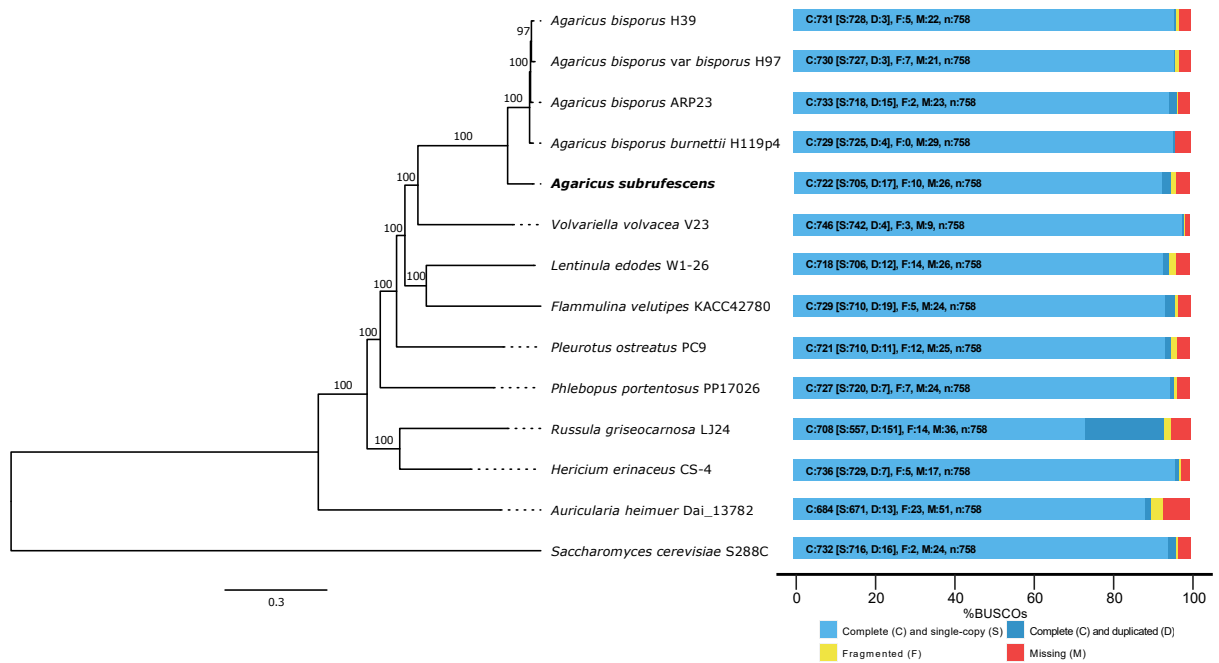 Agaricus bisporus H39
C:731 [S:728, D:3], F:5, M:22, n:758
97
Agaricus bisporus var bisporus H97
C:730 [S:727, D:3], F:7, M:21, n:758
100
Agaricus bisporus ARP23
C:733 [S:718, D:15], F:2, M:23, n:758
100
Agaricus bisporus burnettii H119p4
C:729 [S:725, D:4], F:0, M:29, n:758
100
Agaricus subrufescens
C:722 [S:705, D:17], F:10, M:26, n:758
Volvariella volvacea V23
C:746 [S:742, D:4], F:3, M:9, n:758
100
Lentinula edodes W1-26
C:718 [S:706, D:12], F:14, M:26, n:758
100
100
Flammulina velutipes KACC42780
C:729 [S:710, D:19], F:5, M:24, n:758
100
Pleurotus ostreatus PC9
C:721 [S:710, D:11], F:12, M:25, n:758
100
Phlebopus portentosus PP17026
C:727 [S:720, D:7], F:7, M:24, n:758
100
Russula griseocarnosa LJ24
C:708 [S:557, D:151], F:14, M:36, n:758
100
Hericium erinaceus CS-4
C:736 [S:729, D:7], F:5, M:17, n:758
Auricularia heimuer Dai_13782
C:684 [S:671, D:13], F:23, M:51, n:758
Saccharomyces cerevisiae S288C
C:732 [S:716, D:16], F:2, M:24, n:758
0.3
0 20 40 60 80 100
%BUSCOs
Complete (C) and single-copy (S)
Complete (C) and duplicated (D)
Fragmented (F)
Missing (M)